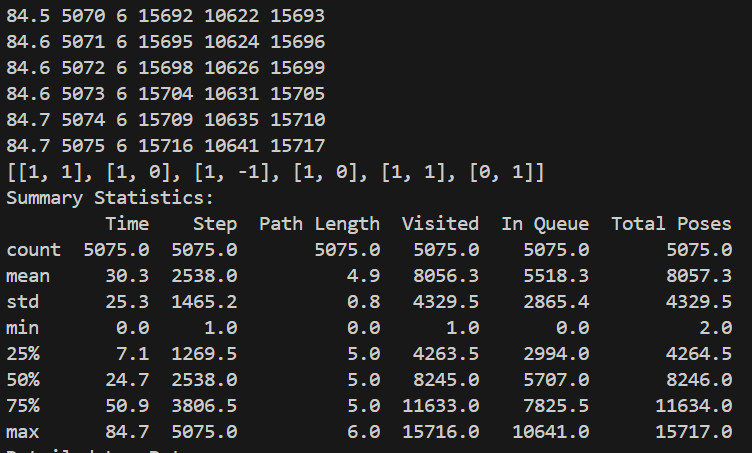 84.5 5070 6 15692 10622 15693
84.6 5071 6 15695 10624 15696
84.6 5072 6 15698 10626 15699
84.6 5073 6 15704 10631 15705
84.7 5074 6 15709 10635 15710
84.7 5075 6 15716 10641 15717
[[1, 1], [1, 0], [1, -1], [1, 0], [1, 1], [0, 1]]
Summary Statistics:
Time Step Path Length Visited In Queue Total Poses
count 5075.0 5075.0 5075.0 5075.0 5075.0 5075.0
mean 30.3 2538.0 4.9 8056.3 5518.3 8057.3
std 25.3 1465.2 0.8 4329.5 2865.4 4329.5
min 0.0 1.0 0.0 1.0 0.0 2.0
25% 7.1 1269.5 5.0 4263.5 2994.0 4264.5
50% 24.7 2538.0 5.0 8245.0 5707.0 8246.0
75% 50.9 3806.5 5.0 11633.0 7825.5 11634.0
max 84.7 5075.0 6.0 15716.0 10641.0 15717.0